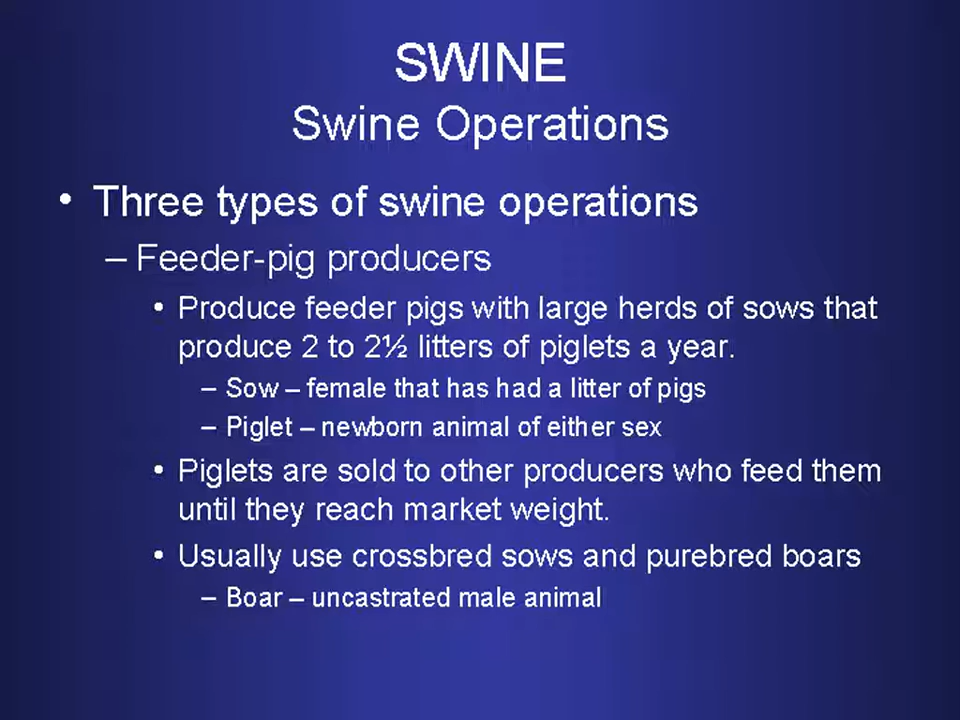 SWINE
Swine Operations
• Three types of swine operations
– Feeder-pig producers
• Produce feeder pigs with large herds of sows that
produce 2 to 2½ litters of piglets a year.
– Sow – female that has had a litter of pigs
– Piglet – newborn animal of either sex
• Piglets are sold to other producers who feed them
until they reach market weight.
• Usually use crossbred sows and purebred boars
– Boar – uncastrated male animal